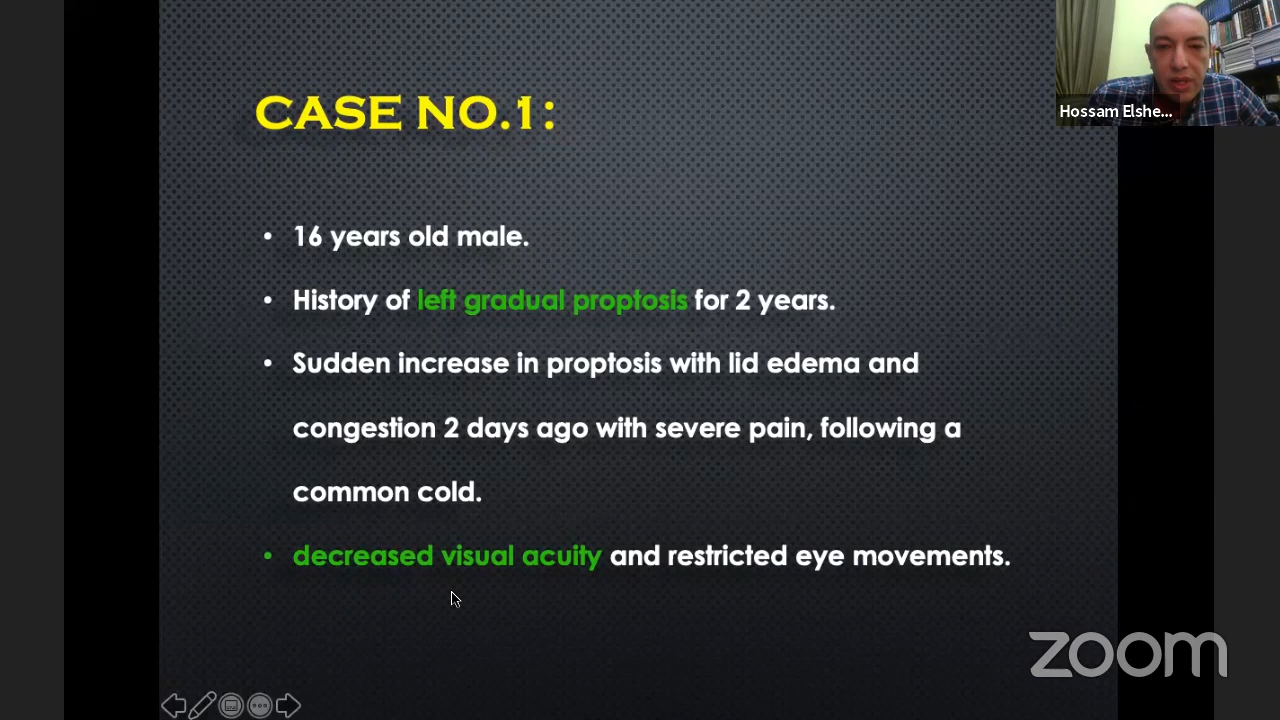 CASE NO.1:
Hossam Elshe...
• 16 years old male.
• History of left gradual proptosis for 2 years.
• Sudden increase in proptosis with lid edema and
congestion 2 days ago with severe pain, following a
common cold.
• decreased visual acuity and restricted eye movements.
zoom